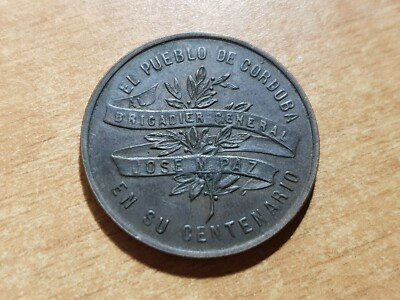 EL PUEBLO DE CORDOBA
AL
BRIGADIER GENERAL
JOSE M. PAZ
EN SU CENTENARIO